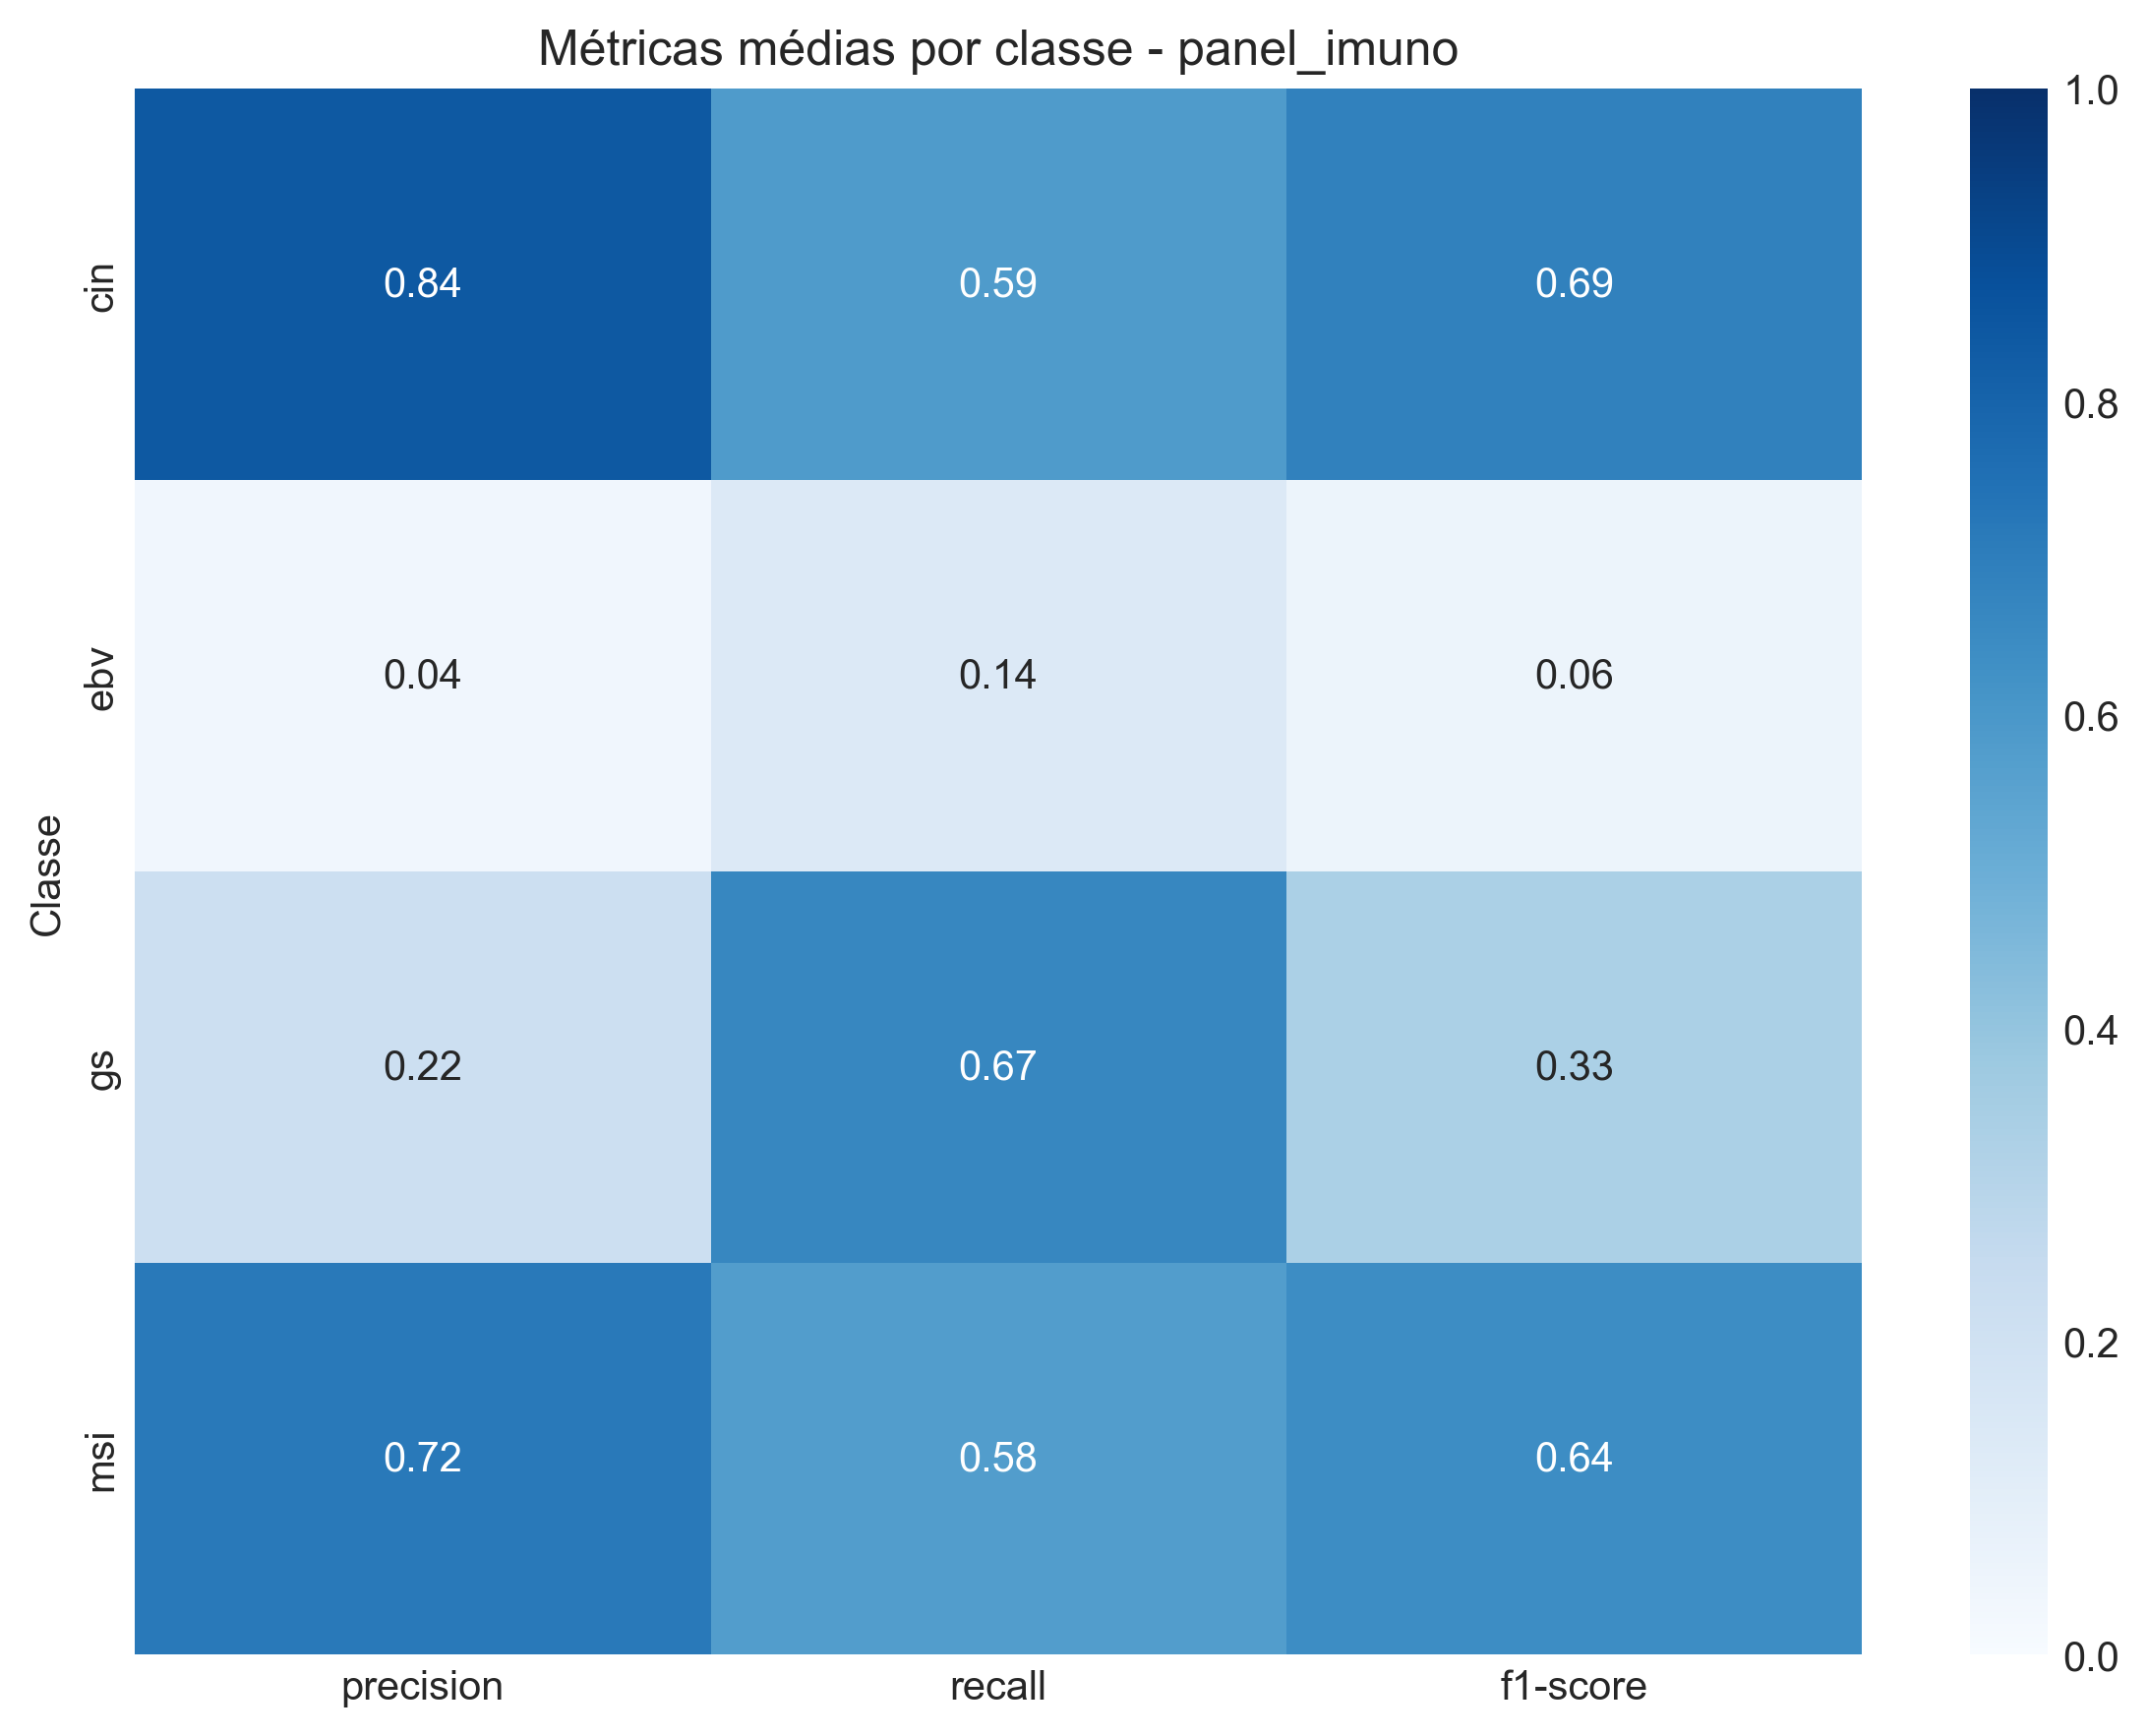 Métricas médias por classe - panel_imuno
Classe
cin
0.84 0.59 0.69
ebv
0.04 0.14 0.06
gs
0.22 0.67 0.33
msi
0.72 0.58 0.64
precision recall f1-score
1.0
0.8
0.6
0.4
0.2
0.0